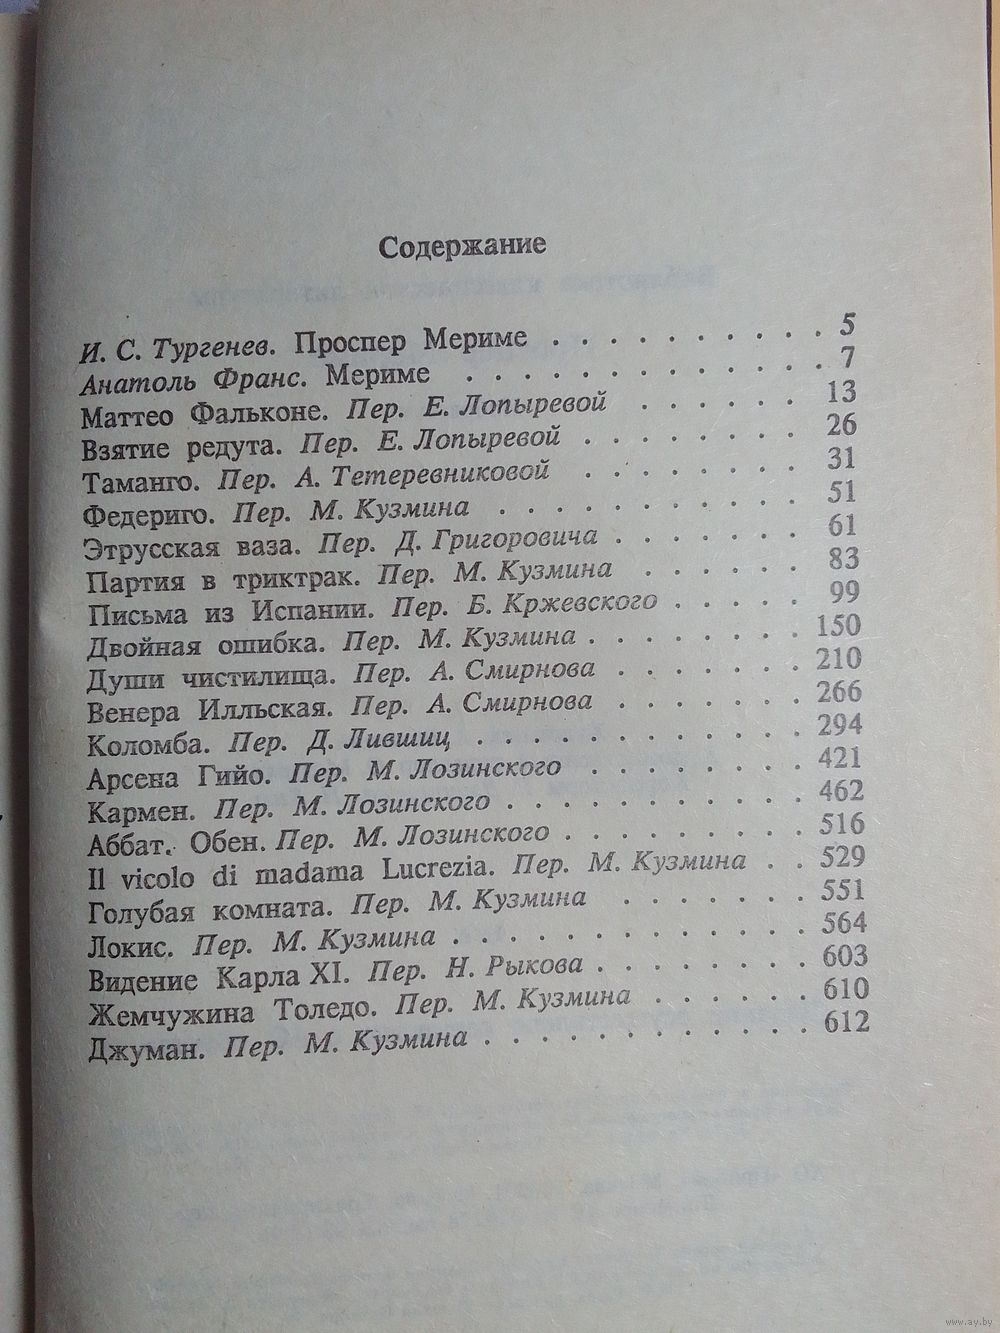 Содержание
И. С. Тургенев. Проспер Мериме . . . . . . . . . . 5
Анатоль Франс. Мериме . . . . . . . . . . . . . 7
Маттео Фальконе. Пер. Е. Лопыревой . . . . . . 13
Взятие редута. Пер. Е. Лопыревой . . . . . . . . 26
Таманго. Пер. А. Тетеревниковой . . . . . . . . 31
Федериго. Пер. М. Кузмина . . . . . . . . . . . 51
Этрусская ваза. Пер. Д. Григоровича . . . . . . . 61
Партия в триктрак. Пер. М. Кузмина . . . . . . 83
Письма из Испании. Пер. Б. Кржевского . . . . . 99
Двойная ошибка. Пер. М. Кузмина . . . . . . . . 150
Души чистилища. Пер. А. Смирнова . . . . . . . 210
Венера Илльская. Пер. А. Смирнова . . . . . . . 266
Коломба. Пер. Д. Лившиц . . . . . . . . . . . . 294
Арсена Гийо. Пер. М. Лозинского . . . . . . . . 421
Кармен. Пер. М. Лозинского . . . . . . . . . . . 462
Аббат. Обен. Пер. М. Лозинского . . . . . . . . . 516
Il vicolo di madama Lucrezia. Пер. М. Кузмина . . 529
Голубая комната. Пер. М. Кузмина . . . . . . . 551
Локис. Пер. М. Кузмина . . . . . . . . . . . . . 564
Видение Карла XI. Пер. Н. Рыкова . . . . . . . . 603
Жемчужина Толедо. Пер. М. Кузмина . . . . . . 610
Джуман. Пер. М. Кузмина . . . . . . . . . . . . 612
www.ay.by